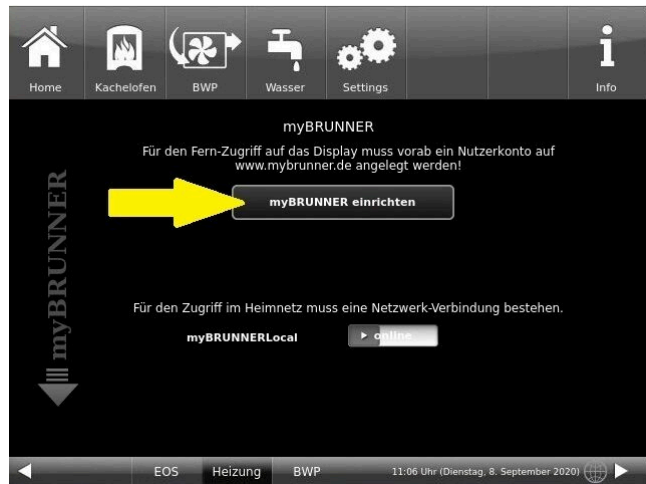 Home Kachelofen BWP Wasser Settings Info
myBRUNNER
Für den Fern-Zugriff auf das Display muss vorab ein Nutzerkonto auf
www.mybrunner.de angelegt werden!
myBRUNNER einrichten
myBRUNNER
Für den Zugriff im Heimnetz muss eine Netzwerk-Verbindung bestehen.
myBRUNNERLocal online
EOS Heizung BWP 11:06 Uhr (Dienstag, 8. September 2020)